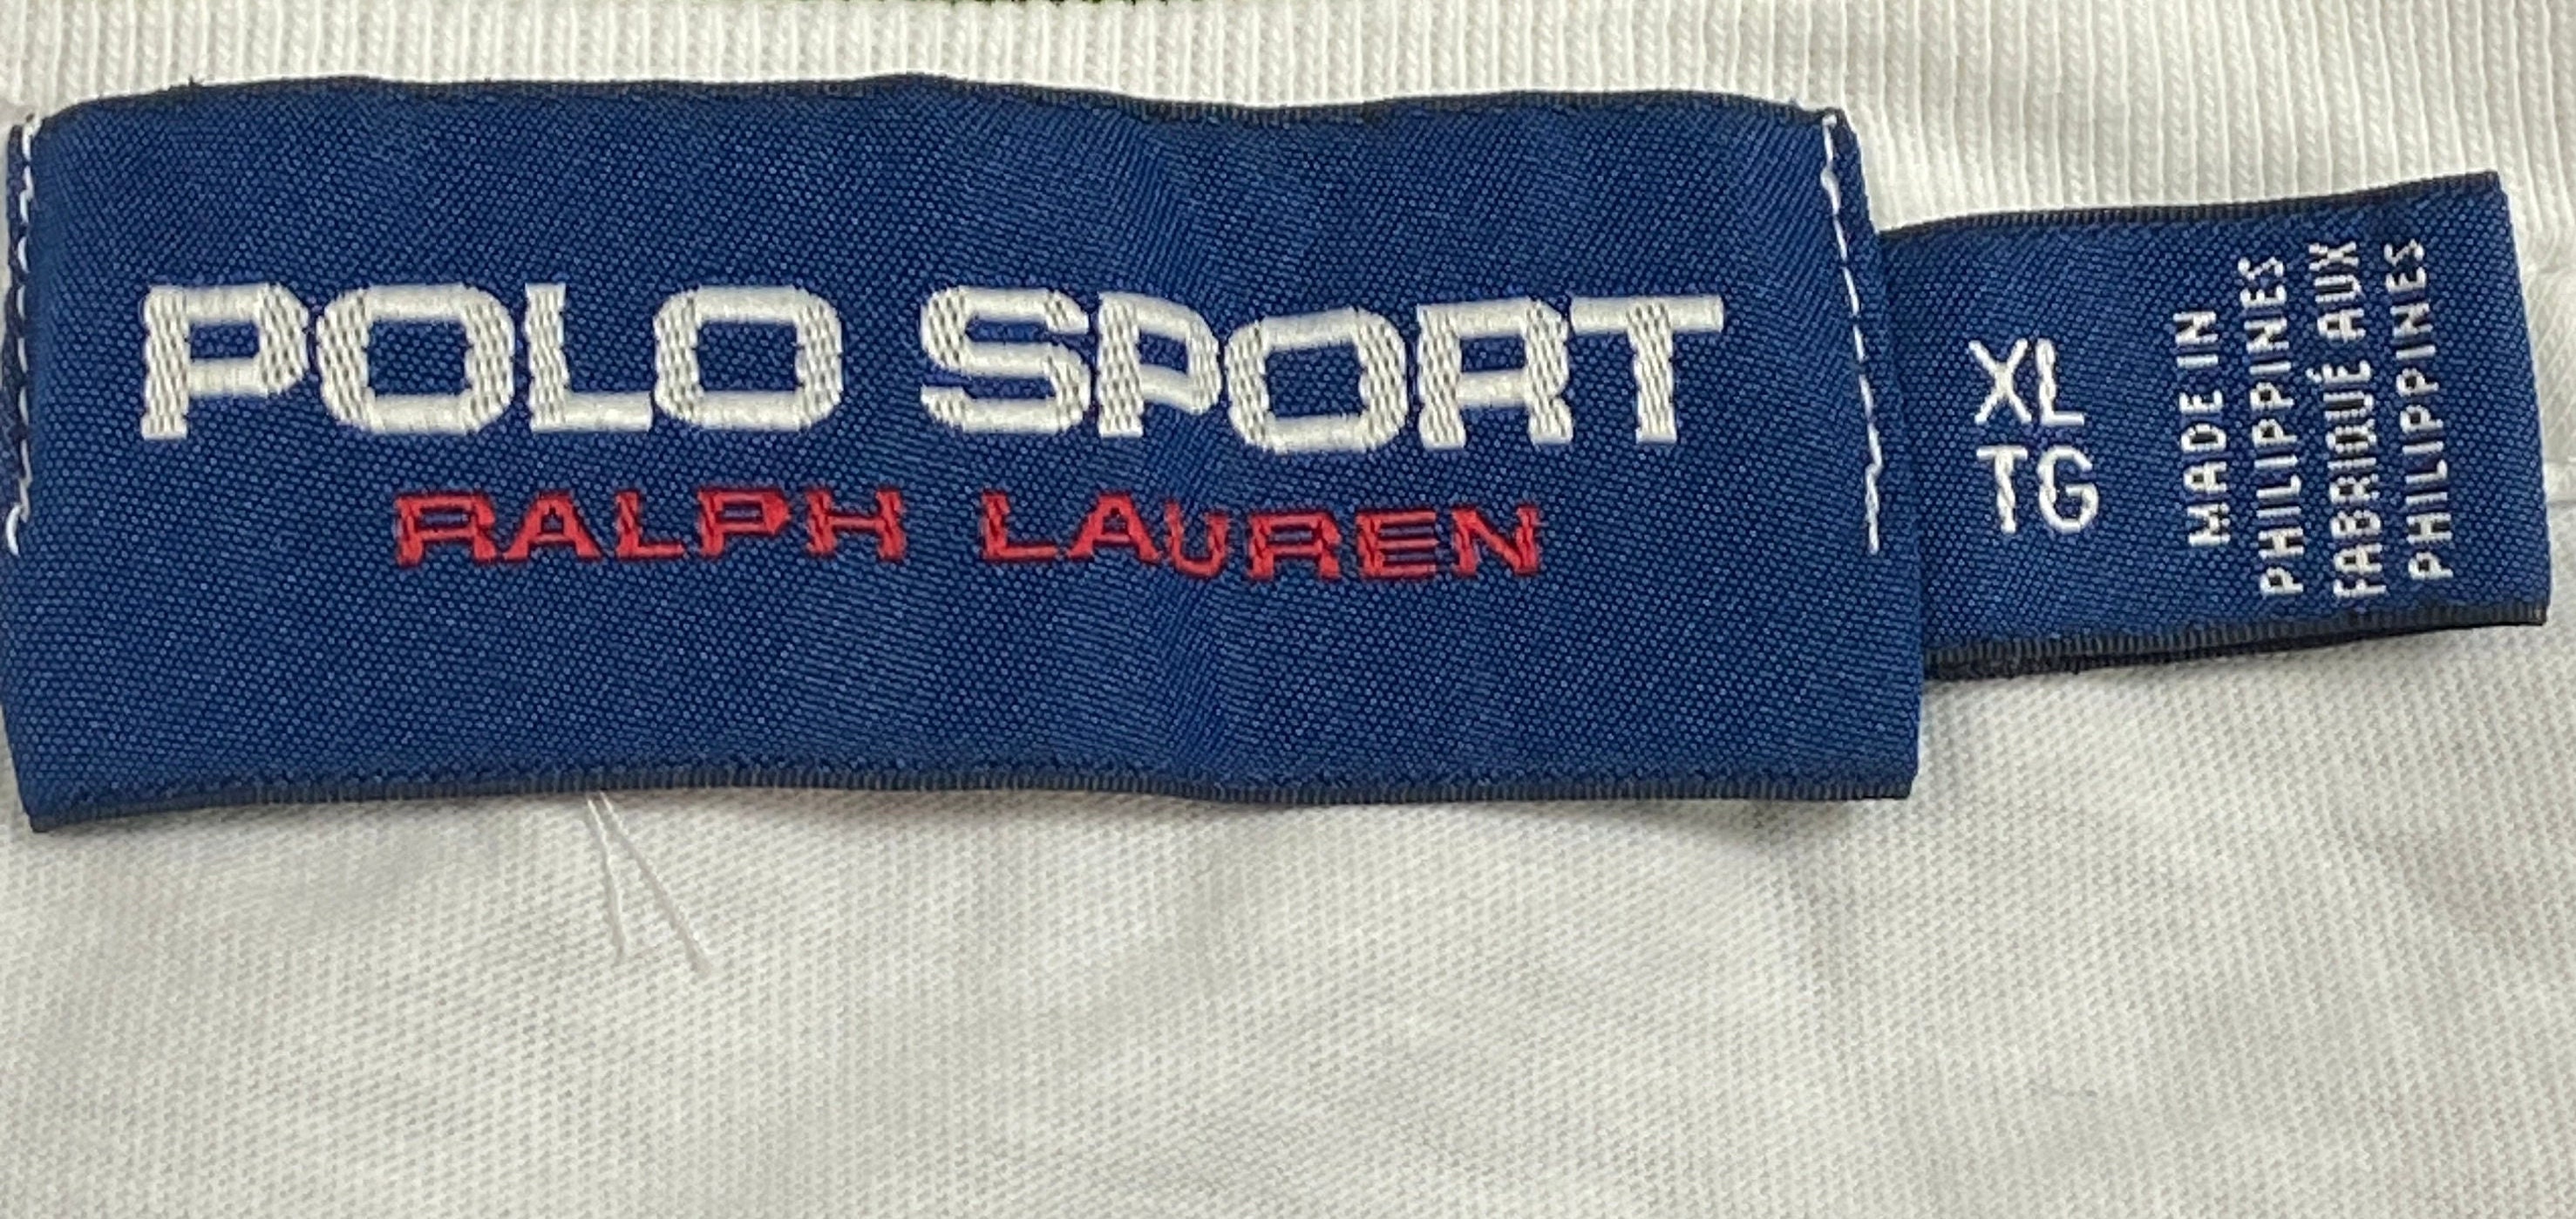 POLO SPORT
RALPH LAUREN
XL
TG
MADE IN
PHILIPPINES
FABRIQUÉ AUX
PHILIPPINES